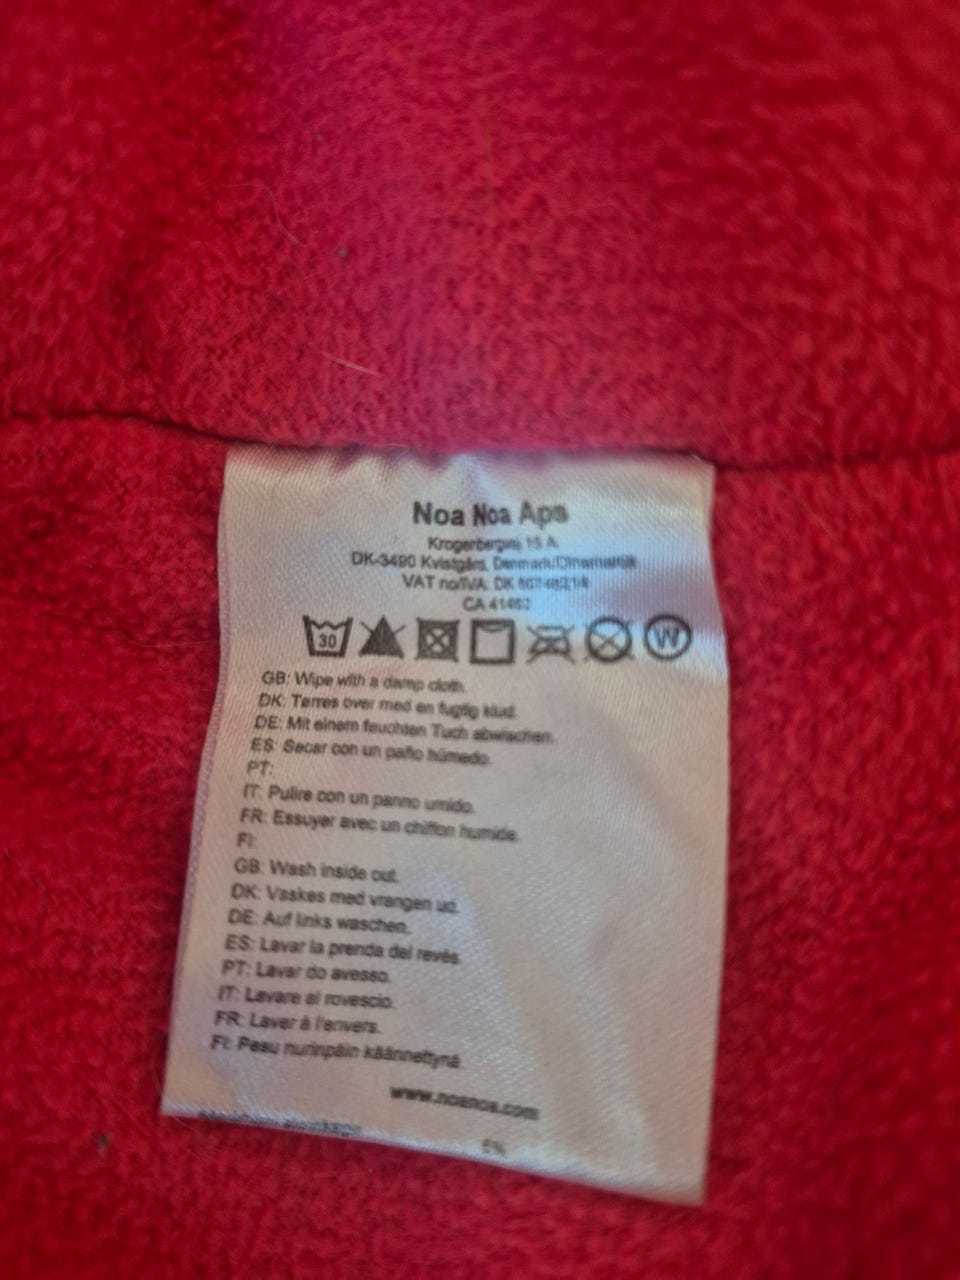 Noa Noa Aps
Krogenbergvej 15 A
DK-3490 Kvistgård, Denmark/Dinamarca
VAT no/IVA: DK
CA 41462
30 W
GB: Wipe with a damp cloth.
DK: Tørres over med en fugtig klud.
DE: Mit einem feuchten Tuch abwischen.
ES: Secar con un paño húmedo.
PT:
IT: Pulire con un panno umido.
FR: Essuyer avec un chiffon humide.
FI:
GB: Wash inside out.
DK: Vaskes med vrangen ud.
DE: Auf links waschen.
ES: Lavar la prenda del revés.
PT: Lavar do avesso.
IT: Lavare al rovescio.
FR: Laver à l'envers.
FI: Pesu nurinpäin käännettynä
www.noanoa.com